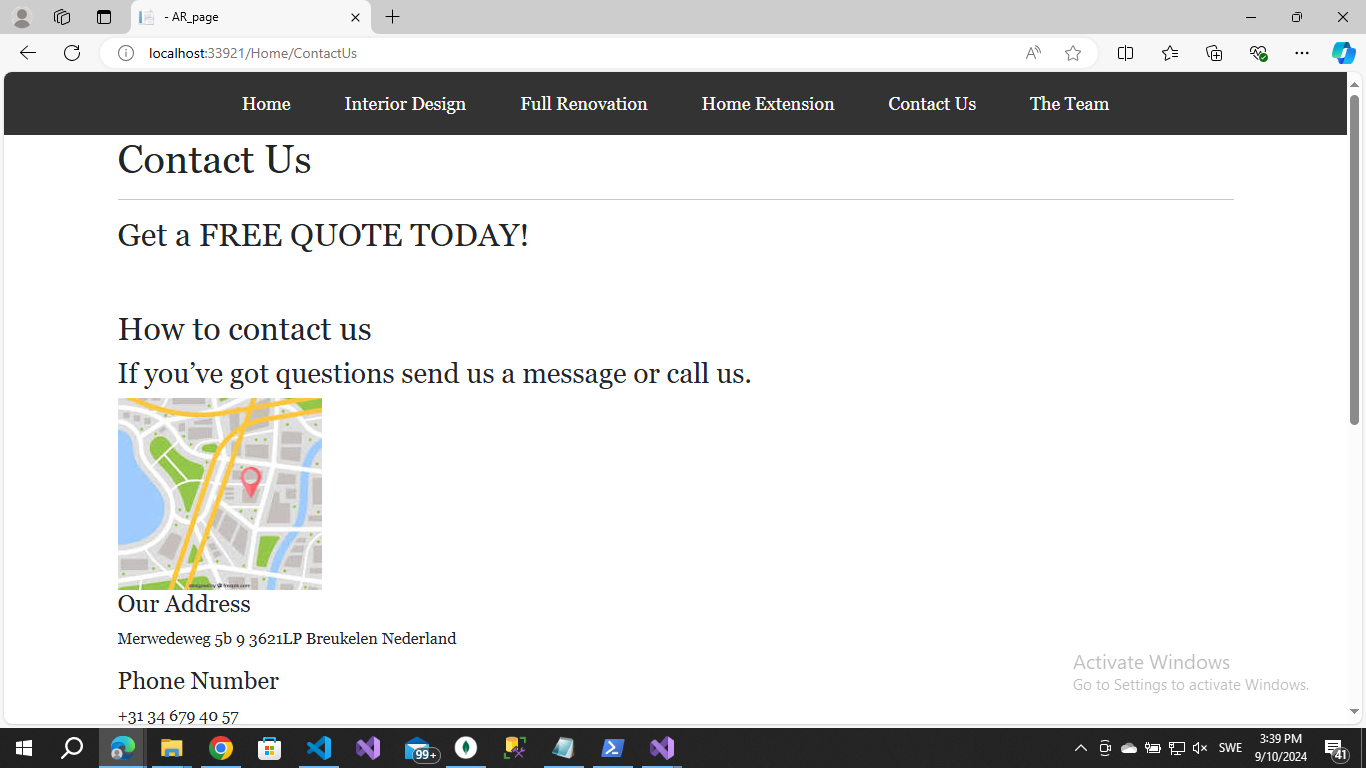 - AR_page
localhost:33921/Home/ContactUs
Home Interior Design Full Renovation Home Extension Contact Us The Team
Contact Us
Get a FREE QUOTE TODAY!
How to contact us
If you’ve got questions send us a message or call us.
Our Address
Merwedeweg 5b 9 3621LP Breukelen Nederland
Phone Number
+31 34 679 40 57
Activate Windows
Go to Settings to activate Windows.
99+
SWE
3:39 PM
9/10/2024
41